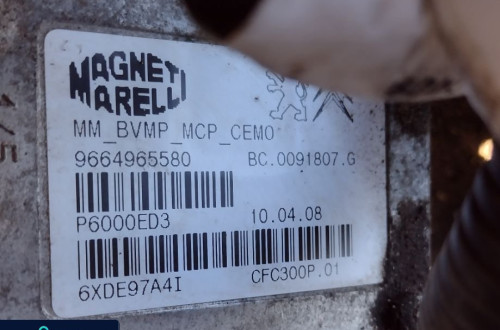 MAGNETI
MARELLI
MM_BVMP_MCP_CEMO
9664965580 BC.0091807.G
P6000ED3 10.04.08
6XDE97A4I CFC300P.01